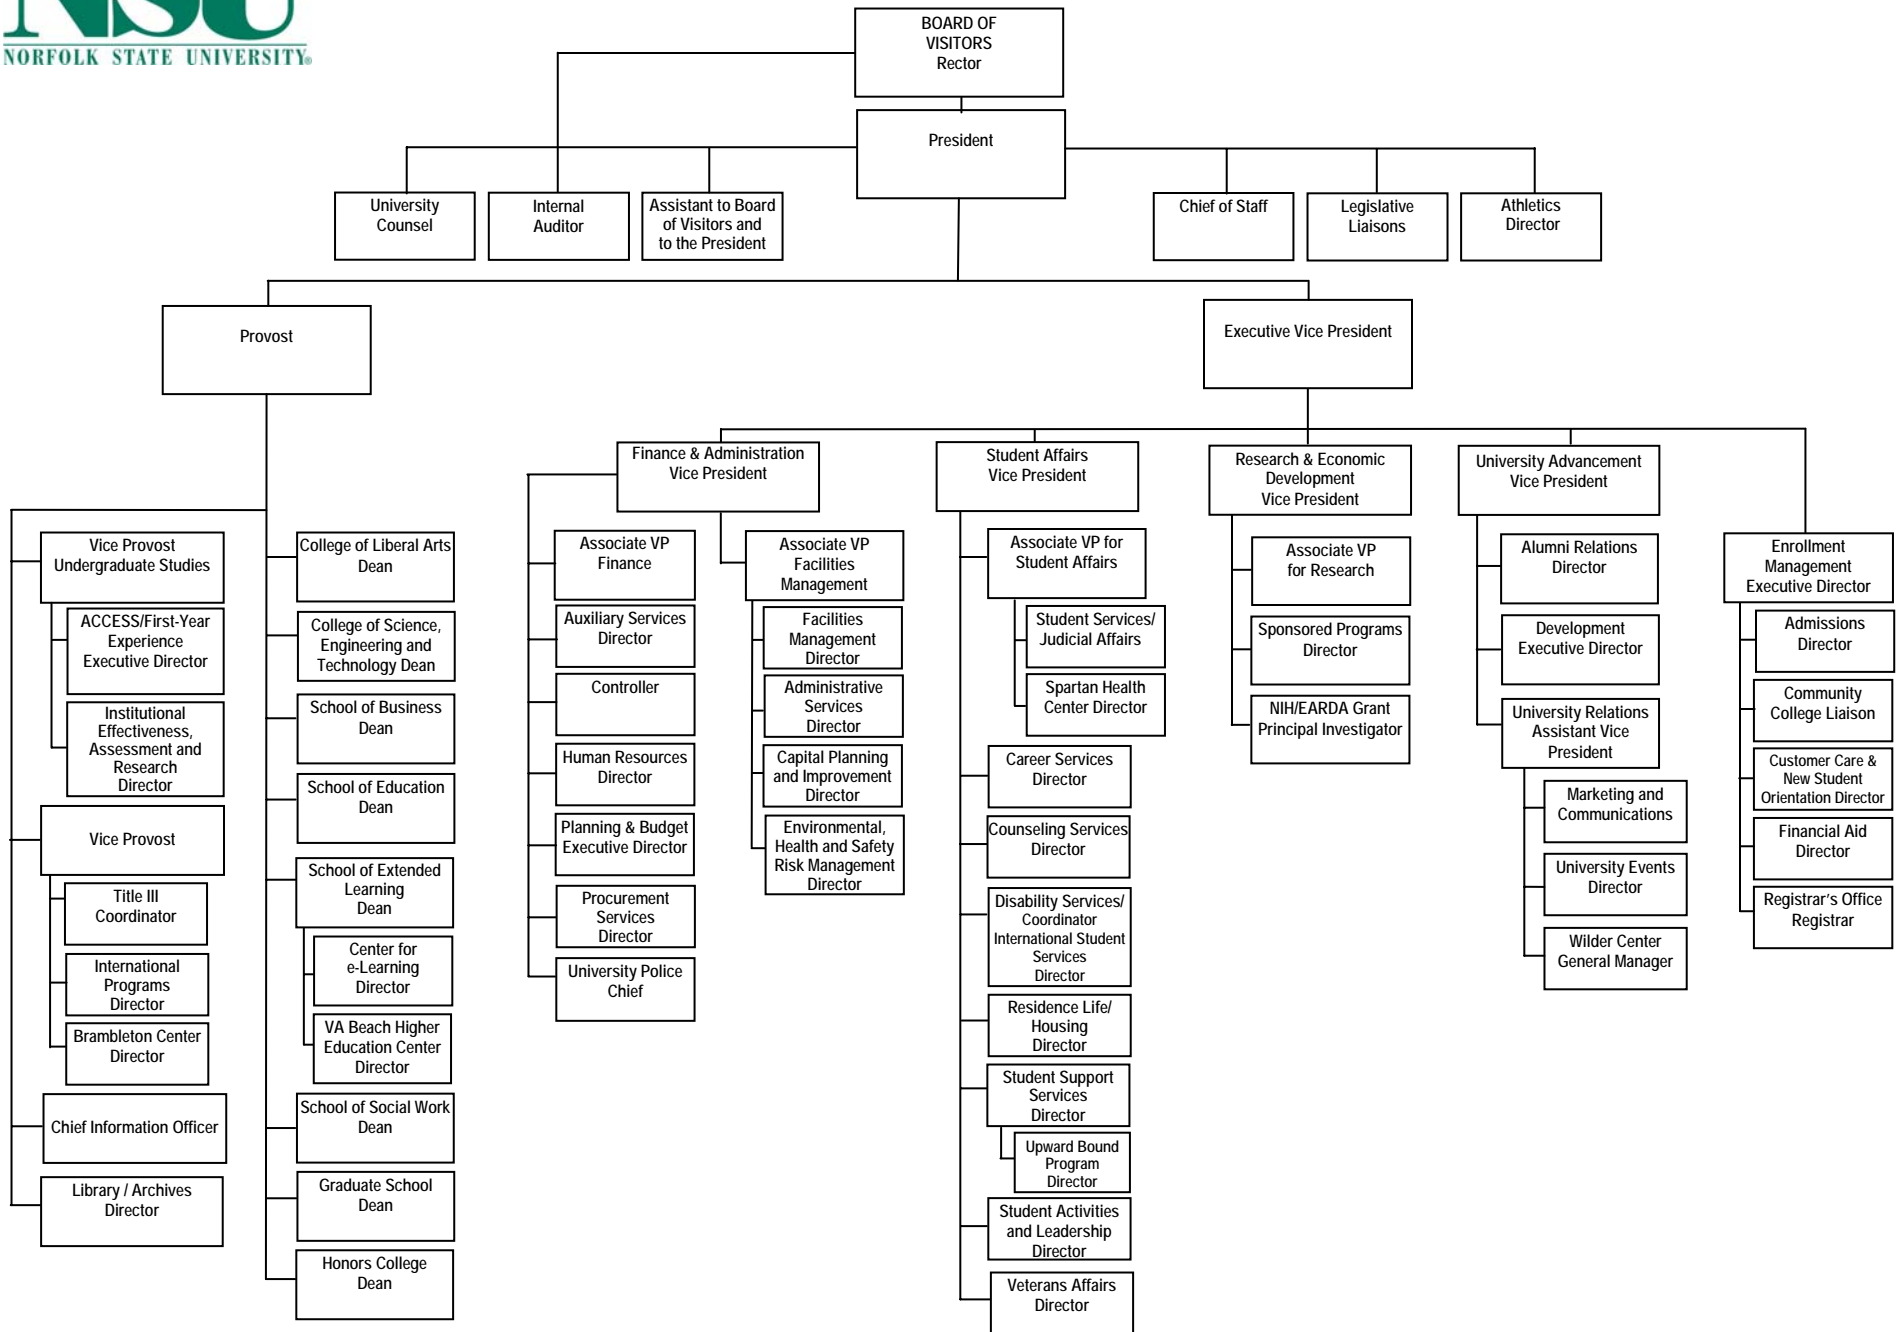 NSU
NORFOLK STATE UNIVERSITY®
BOARD OF
VISITORS
Rector
President
University
Counsel
Internal
Auditor
Assistant to Board
of Visitors and
to the President
Chief of Staff
Legislative
Liaisons
Athletics
Director
Provost
Executive Vice President
Vice Provost
Undergraduate Studies
ACCESS/First-Year
Experience
Executive Director
Institutional
Effectiveness,
Assessment and
Research
Director
Vice Provost
Title III
Coordinator
International
Programs
Director
Brambleton Center
Director
Chief Information Officer
Library / Archives
Director
College of Liberal Arts
Dean
College of Science,
Engineering and
Technology Dean
School of Business
Dean
School of Education
Dean
School of Extended
Learning
Dean
Center for
e-Learning
Director
VA Beach Higher
Education Center
Director
School of Social Work
Dean
Graduate School
Dean
Honors College
Dean
Finance & Administration
Vice President
Associate VP
Finance
Auxiliary Services
Director
Controller
Human Resources
Director
Planning & Budget
Executive Director
Procurement
Services
Director
University Police
Chief
Associate VP
Facilities
Management
Facilities
Management
Director
Administrative
Services
Director
Capital Planning
and Improvement
Director
Environmental,
Health and Safety
Risk Management
Director
Student Affairs
Vice President
Associate VP for
Student Affairs
Student Services/
Judicial Affairs
Spartan Health
Center Director
Career Services
Director
Counseling Services
Director
Disability Services/
Coordinator
International Student
Services
Director
Residence Life/
Housing
Director
Student Support
Services
Director
Upward Bound
Program
Director
Student Activities
and Leadership
Director
Veterans Affairs
Director
Research & Economic
Development
Vice President
Associate VP
for Research
Sponsored Programs
Director
NIH/EARDA Grant
Principal Investigator
University Advancement
Vice President
Alumni Relations
Director
Development
Executive Director
University Relations
Assistant Vice
President
Marketing and
Communications
University Events
Director
Wilder Center
General Manager
Enrollment
Management
Executive Director
Admissions
Director
Community
College Liaison
Customer Care &
New Student
Orientation Director
Financial Aid
Director
Registrar's Office
Registrar